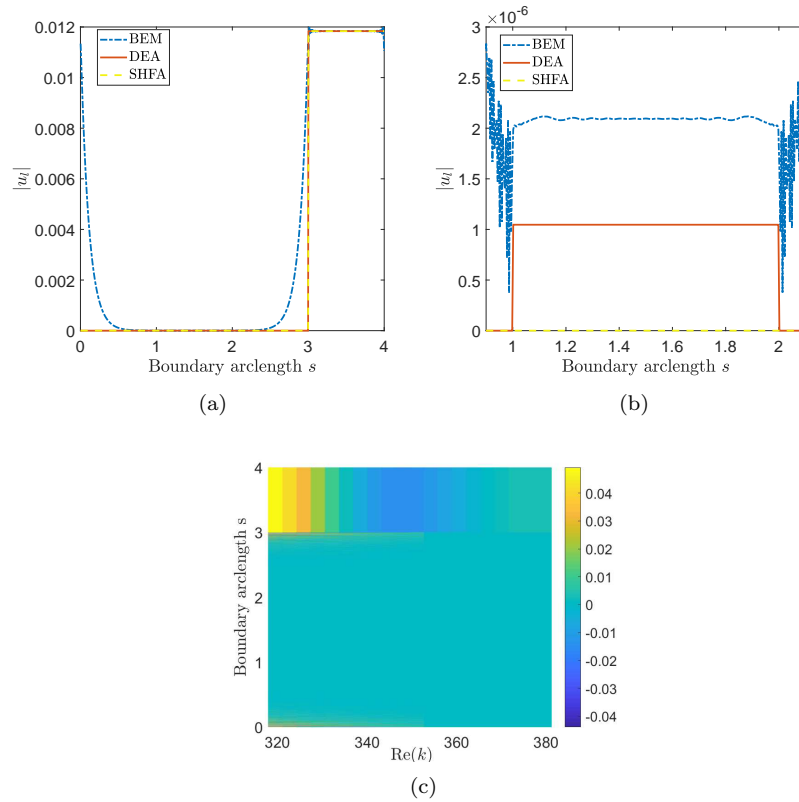 BEM
DEA
SHFA
0.012
0.01
0.008
0.006
0.004
0.002
0
|u_l|
0 1 2 3 4
Boundary arclength s
(a)
×10^-6
BEM
DEA
SHFA
3
2.5
2
1.5
1
0.5
0
|u_l|
1 1.2 1.4 1.6 1.8 2
Boundary arclength s
(b)
4
3
2
1
0
Boundary arclength s
320 340 360 380
Re(k)
0.04
0.03
0.02
0.01
0
-0.01
-0.02
-0.03
-0.04
(c)